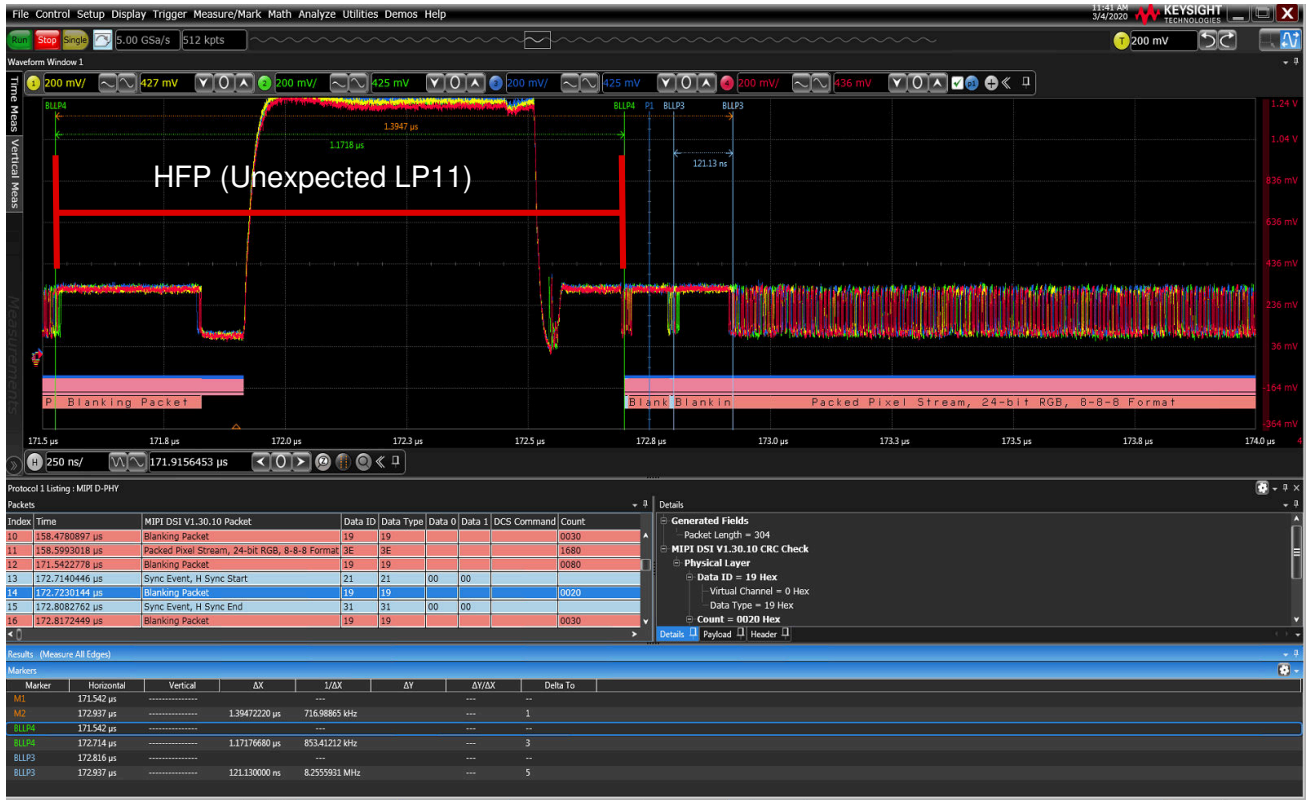 File Control Setup Display Trigger Measure/Mark Math Analyze Utilities Demos Help
11:41 AM
3/4/2020
KEYSIGHT
TECHNOLOGIES
Run Stop Single 5.00 GSa/s 512 kpts T 200 mV
Waveform Window 1
1 200 mV/ 427 mV 2 200 mV/ 425 mV 3 200 mV/ 425 mV 4 200 mV/ 436 mV p1
Time Meas
Vertical Meas
Measurements
BLLP4 BLLP4 P1 BLLP3 BLLP3 1.24 V
1.3947 µs
1.1718 µs
1.04 V
121.13 ns
HFP (Unexpected LP11)
836 mV
636 mV
436 mV
236 mV
36 mV
-164 mV
P Blanking Packet Blank Blankin Packed Pixel Stream, 24-bit RGB, 8-8-8 Format
-364 mV
171.5 µs 171.8 µs 172.0 µs 172.3 µs 172.5 µs 172.8 µs 173.0 µs 173.3 µs 173.5 µs 173.8 µs 174.0 µs 4
H 250 ns/ 171.9156453 µs 0
Protocol 1 Listing : MIPI D-PHY
Packets
Index Time MIPI DSI V1.30.10 Packet Data ID Data Type Data 0 Data 1 DCS Command Count
10 158.4780897 µs Blanking Packet 19 19 0030
11 158.5993018 µs Packed Pixel Stream, 24-bit RGB, 8-8-8 Format 3E 3E 1680
12 171.5422778 µs Blanking Packet 19 19 0080
13 172.7140446 µs Sync Event, H Sync Start 21 21 00 00
14 172.7230144 µs Blanking Packet 19 19 0020
15 172.8082762 µs Sync Event, H Sync End 31 31 00 00
16 172.8172449 µs Blanking Packet 19 19 0030
Details
Generated Fields
Packet Length = 304
MIPI DSI V1.30.10 CRC Check
Physical Layer
Data ID = 19 Hex
Virtual Channel = 0 Hex
Data Type = 19 Hex
Count = 0020 Hex
Details Payload Header
Results (Measure All Edges)
Markers
Marker Horizontal Vertical ΔX 1/ΔX ΔY ΔY/ΔX Delta To
M1 171.542 µs --------------- --- --- --
M2 172.937 µs --------------- 1.39472220 µs 716.98865 kHz --- 1
BLLP4 171.542 µs --------------- --- --- --
BLLP4 172.714 µs --------------- 1.17176680 µs 853.41212 kHz --- 3
BLLP3 172.816 µs --------------- --- --- --
BLLP3 172.937 µs --------------- 121.130000 ns 8.2555931 MHz --- 5